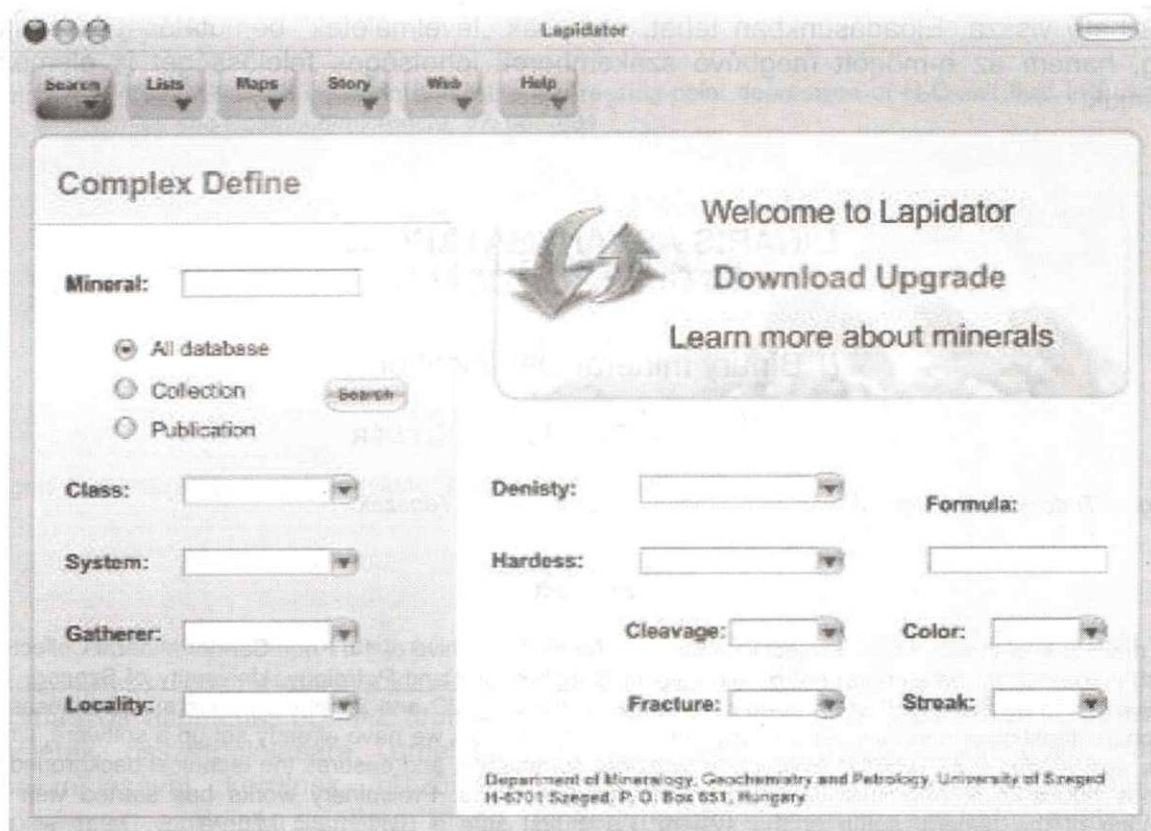 Lapidator
Search Lists Maps Story Web Help
Complex Define
Welcome to Lapidator
Download Upgrade
Learn more about minerals
Mineral:
All database
Collection
Search
Publication
Class:
Denisty:
Formula:
System:
Hardess:
Gatherer:
Cleavage:
Color:
Locality:
Fracture:
Streak:
Department of Mineralogy, Geochemistry and Petrology, University of Szeged
H-6701 Szeged, P. O. Box 651, Hungary